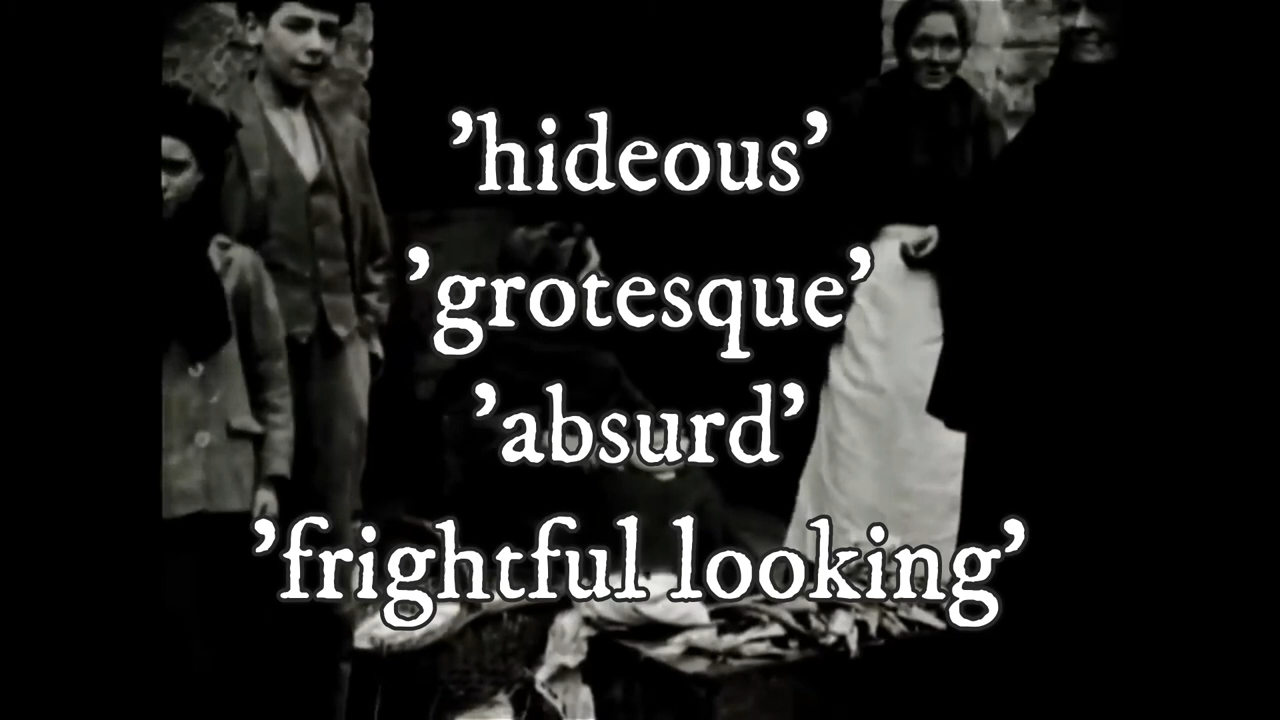 ’hideous’
’grotesque’
’absurd’
’frightful looking’